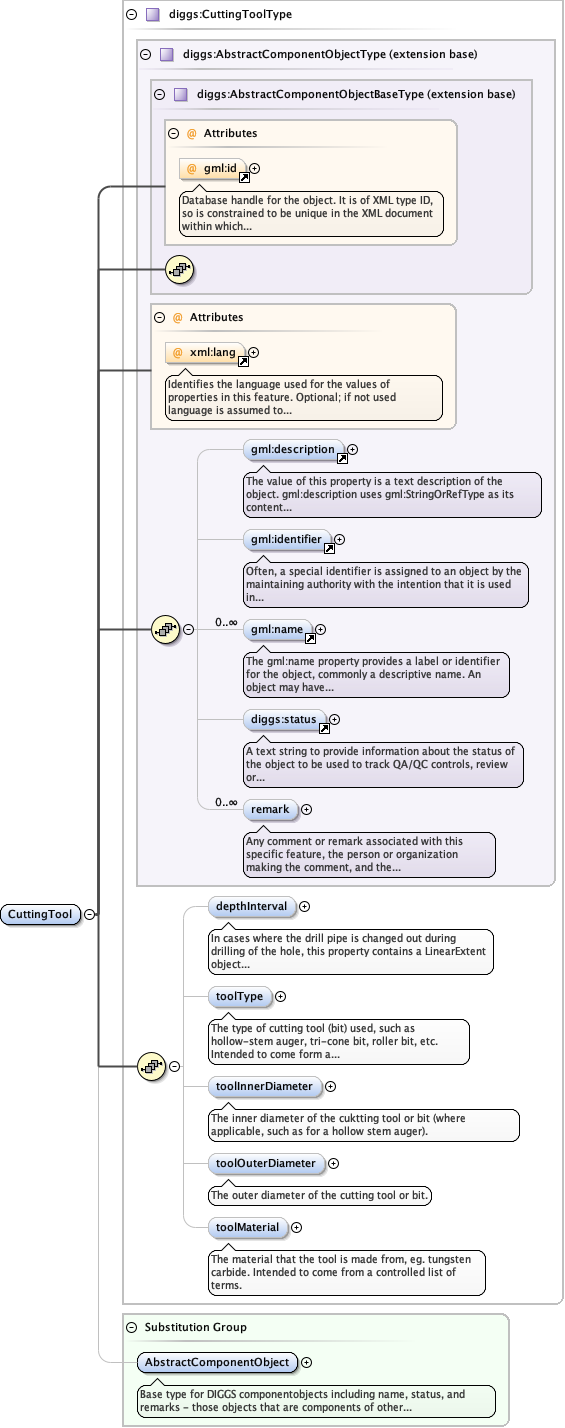 diggs:CuttingToolType
diggs:AbstractComponentObjectType (extension base)
diggs:AbstractComponentObjectBaseType (extension base)
@ Attributes
@ gml:id
Database handle for the object. It is of XML type ID,
so is constrained to be unique in the XML document
within which...
@ Attributes
@ xml:lang
Identifies the language used for the values of
properties in this feature. Optional; if not used
language is assumed to...
gml:description
The value of this property is a text description of the
object. gml:description uses gml:StringOrRefType as its
content...
gml:identifier
Often, a special identifier is assigned to an object by the
maintaining authority with the intention that it is used
in...
0..∞
gml:name
The gml:name property provides a label or identifier
for the object, commonly a descriptive name. An
object may have...
diggs:status
A text string to provide information about the status of
the object to be used to track QA/QC controls, review
or...
0..∞
remark
Any comment or remark associated with this
specific feature, the person or organization
making the comment, and the...
CuttingTool
depthInterval
In cases where the drill pipe is changed out during
drilling of the hole, this property contains a LinearExtent
object...
toolType
The type of cutting tool (bit) used, such as
hollow-stem auger, tri-cone bit, roller bit, etc.
Intended to come form a...
toolInnerDiameter
The inner diameter of the cuktting tool or bit (where
applicable, such as for a hollow stem auger).
toolOuterDiameter
The outer diameter of the cutting tool or bit.
toolMaterial
The material that the tool is made from, eg. tungsten
carbide. Intended to come from a controlled list of
terms.
Substitution Group
AbstractComponentObject
Base type for DIGGS componentobjects including name, status, and
remarks - those objects that are components of other...